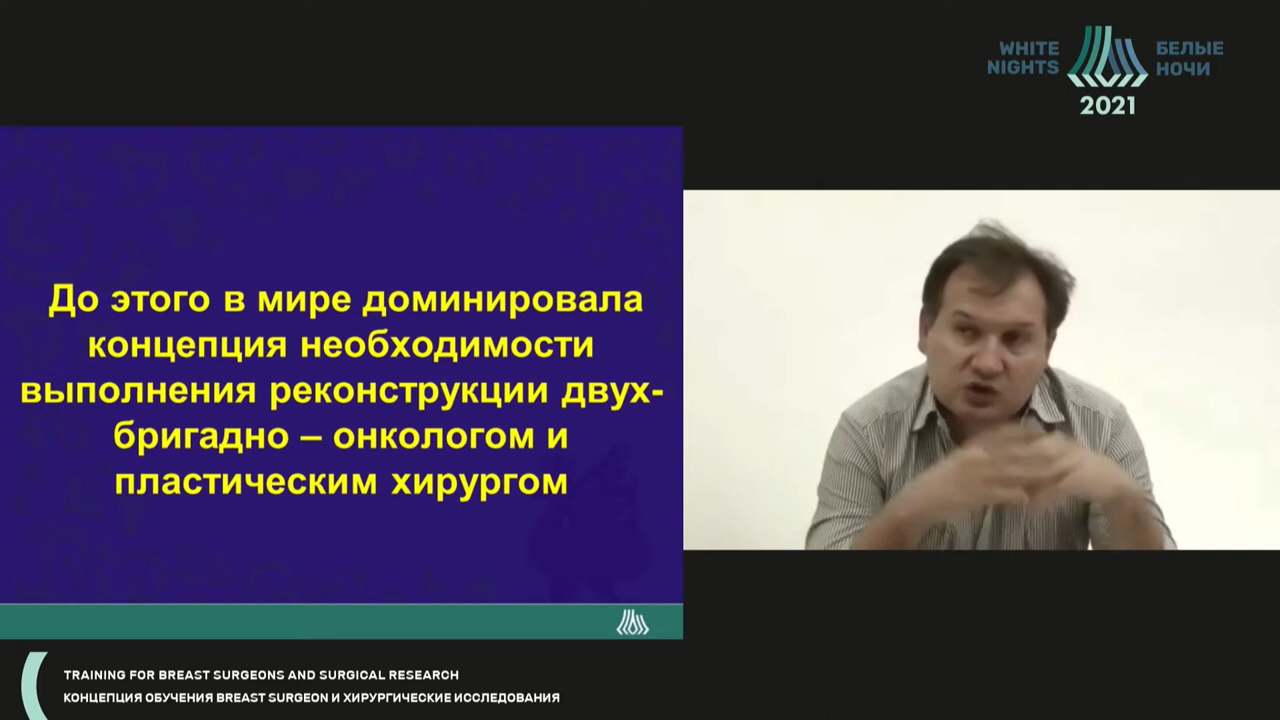 WHITE
NIGHTS
БЕЛЫЕ
НОЧИ
2021
До этого в мире доминировала
концепция необходимости
выполнения реконструкции двух-
бригадно – онкологом и
пластическим хирургом
TRAINING FOR BREAST SURGEONS AND SURGICAL RESEARCH
КОНЦЕПЦИЯ ОБУЧЕНИЯ BREAST SURGEON И ХИРУРГИЧЕСКИЕ ИССЛЕДОВАНИЯ